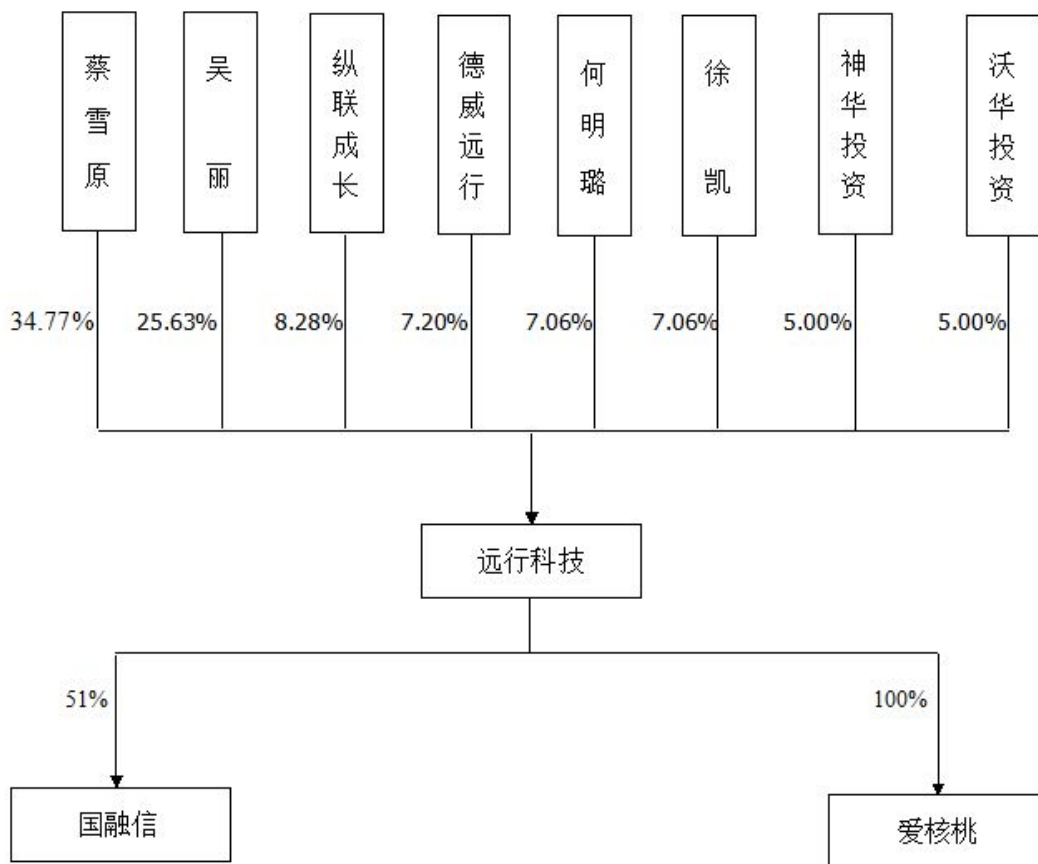 蔡雪原
吴丽
纵联成长
德威远行
何明璐
徐凯
神华投资
沃华投资
34.77%
25.63%
8.28%
7.20%
7.06%
7.06%
5.00%
5.00%
远行科技
51%
100%
国融信
爱核桃